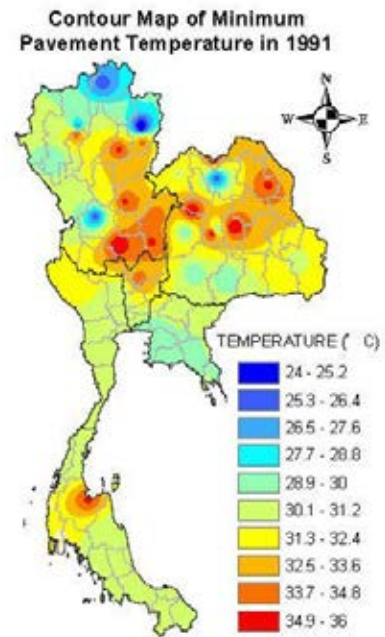 Contour Map of Minimum
Pavement Temperature in 1991
N
W E
S
TEMPERATURE (° C)
24 - 25.2
25.3 - 26.4
26.5 - 27.6
27.7 - 28.8
28.9 - 30
30.1 - 31.2
31.3 - 32.4
32.5 - 33.6
33.7 - 34.8
34.9 - 36